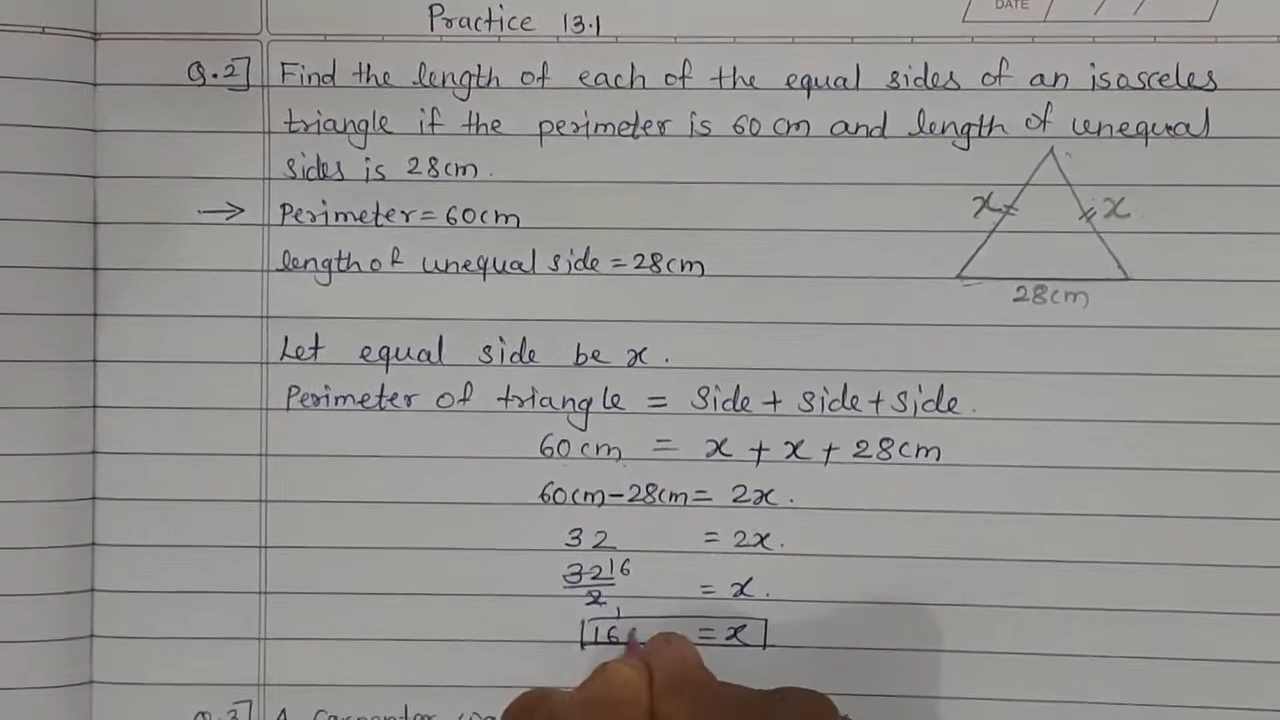 DATE
Practice 13.1
Q.2] Find the length of each of the equal sides of an isosceles
triangle if the perimeter is 60 cm and length of unequal
sides is 28cm.
→ Perimeter = 60cm
length of unequal side = 28cm
x x
28cm
Let equal side be x.
Perimeter of triangle = Side + side + side.
60cm = x + x + 28cm
60cm - 28cm = 2x.
32 = 2x.
32 16
2 1
= x.
16 = x
Q.3] A